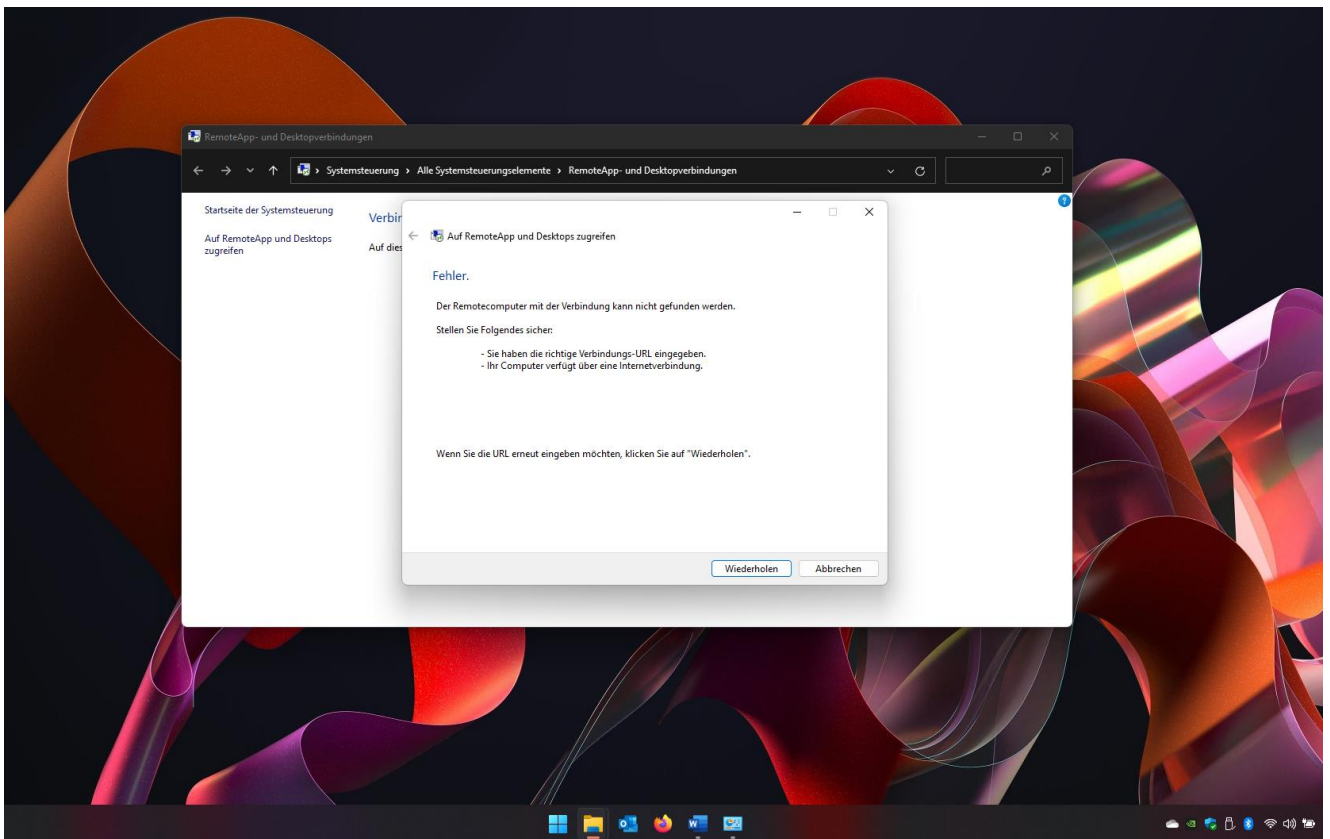 RemoteApp- und Desktopverbindungen
Systemsteuerung › Alle Systemsteuerungselemente › RemoteApp- und Desktopverbindungen
Startseite der Systemsteuerung
Auf RemoteApp und Desktops
zugreifen
Verbin
Auf dies
Auf RemoteApp und Desktops zugreifen
Fehler.
Der Remotecomputer mit der Verbindung kann nicht gefunden werden.
Stellen Sie Folgendes sicher:
- Sie haben die richtige Verbindungs-URL eingegeben.
- Ihr Computer verfügt über eine Internetverbindung.
Wenn Sie die URL erneut eingeben möchten, klicken Sie auf "Wiederholen".
Wiederholen
Abbrechen